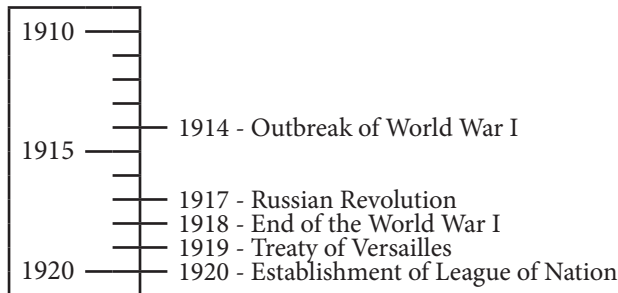 1910
1914 - Outbreak of World War I
1915
1917 - Russian Revolution
1918 - End of the World War I
1919 - Treaty of Versailles
1920
1920 - Establishment of League of Nation